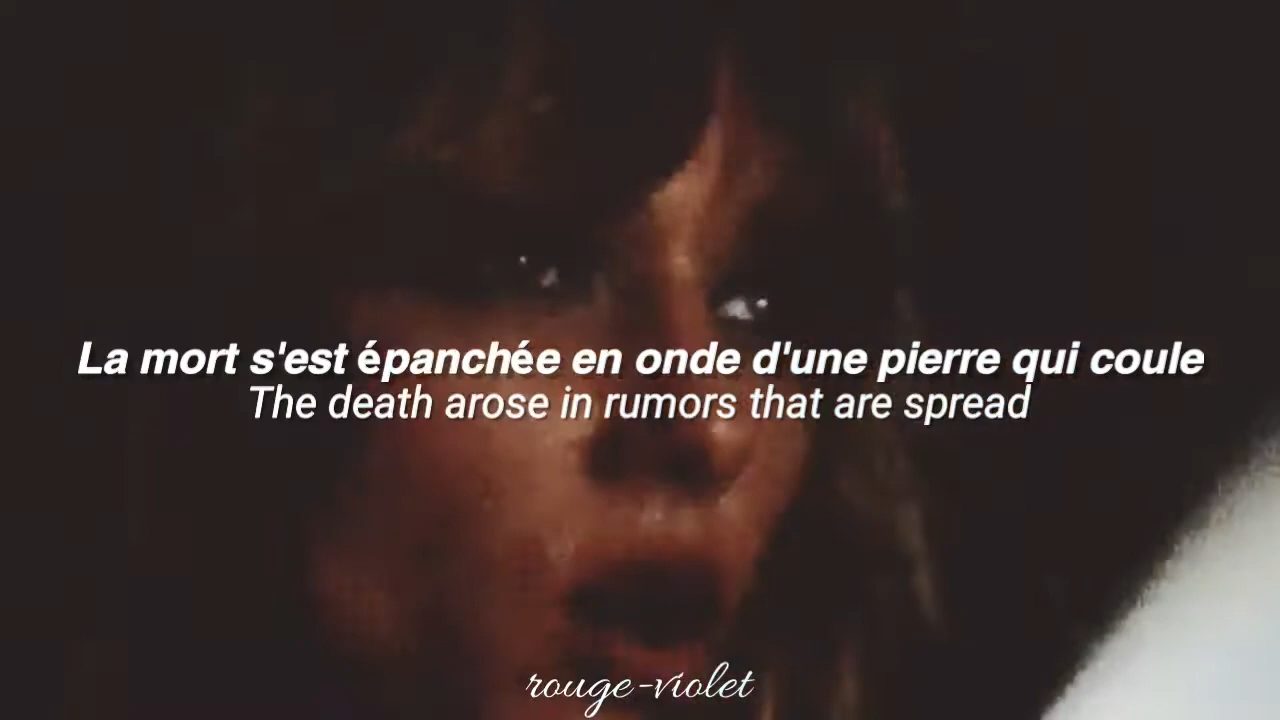 La mort s'est épanchée en onde d'une pierre qui coule
The death arose in rumors that are spread
rouge-violet